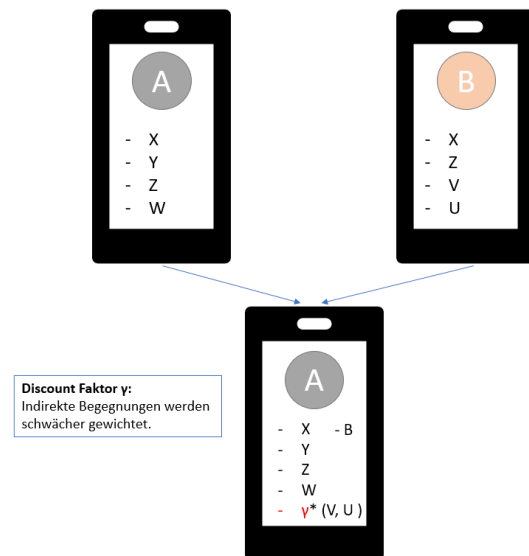 A
- X
- Y
- Z
- W
B
- X
- Z
- V
- U
Discount Faktor γ:
Indirekte Begegnungen werden
schwächer gewichtet.
A
- X - B
- Y
- Z
- W
- γ* (V, U )